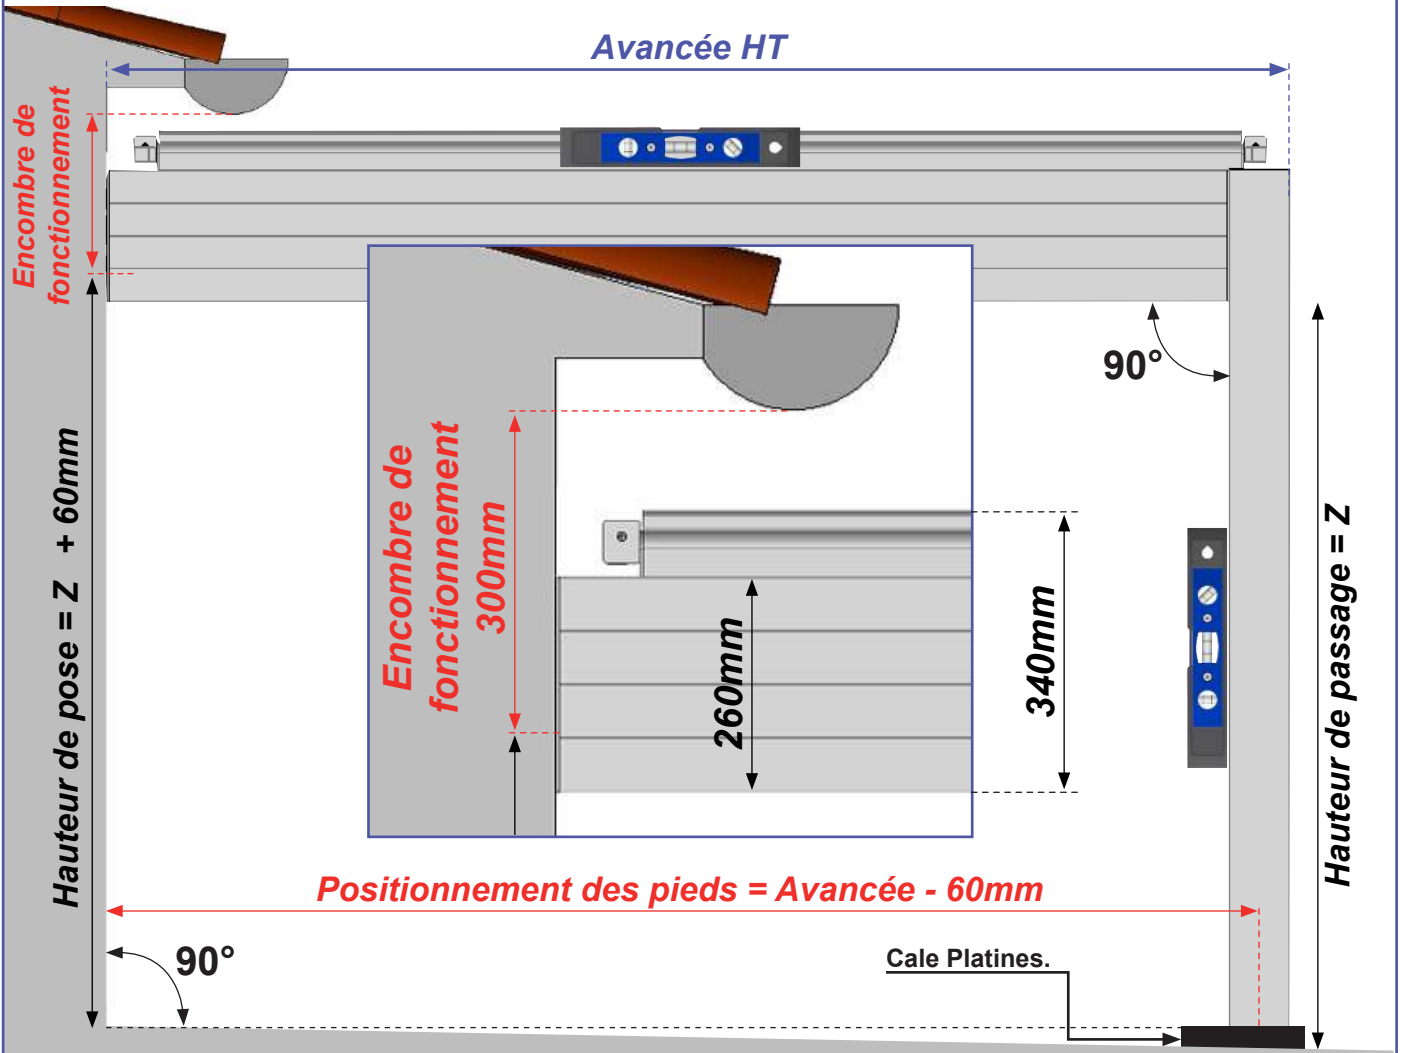 Avancée HT
Encombre de
fonctionnement
90°
Encombre de
fonctionnement
300mm
260mm
340mm
Hauteur de pose = Z + 60mm
Hauteur de passage = Z
Positionnement des pieds = Avancée - 60mm
90°
Cale Platines.